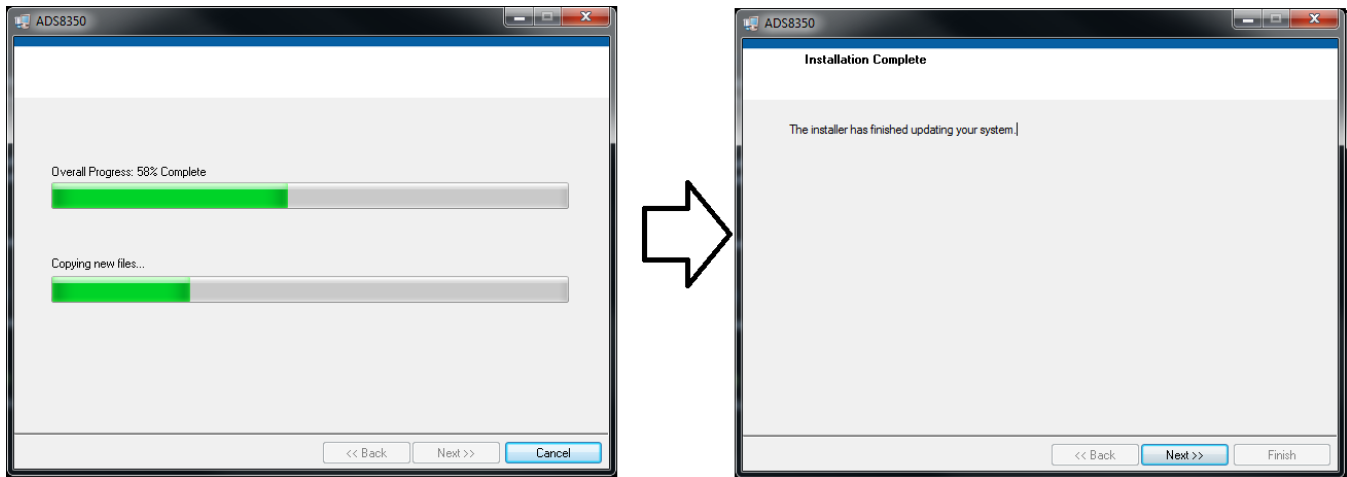 ADS8350
Overall Progress: 58% Complete
Copying new files...
<< Back
Next >>
Cancel
ADS8350
Installation Complete
The installer has finished updating your system.
<< Back
Next >>
Finish